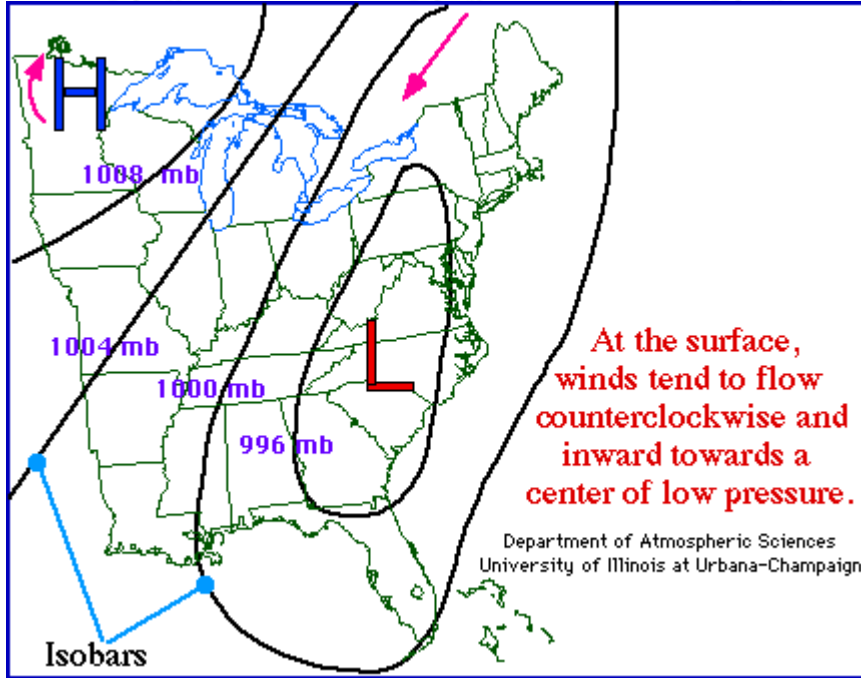 H
1008 mb
1004 mb
1000 mb
L
996 mb
At the surface,
winds tend to flow
counterclockwise and
inward towards a
center of low pressure.
Department of Atmospheric Sciences
University of Illinois at Urbana-Champaign
Isobars